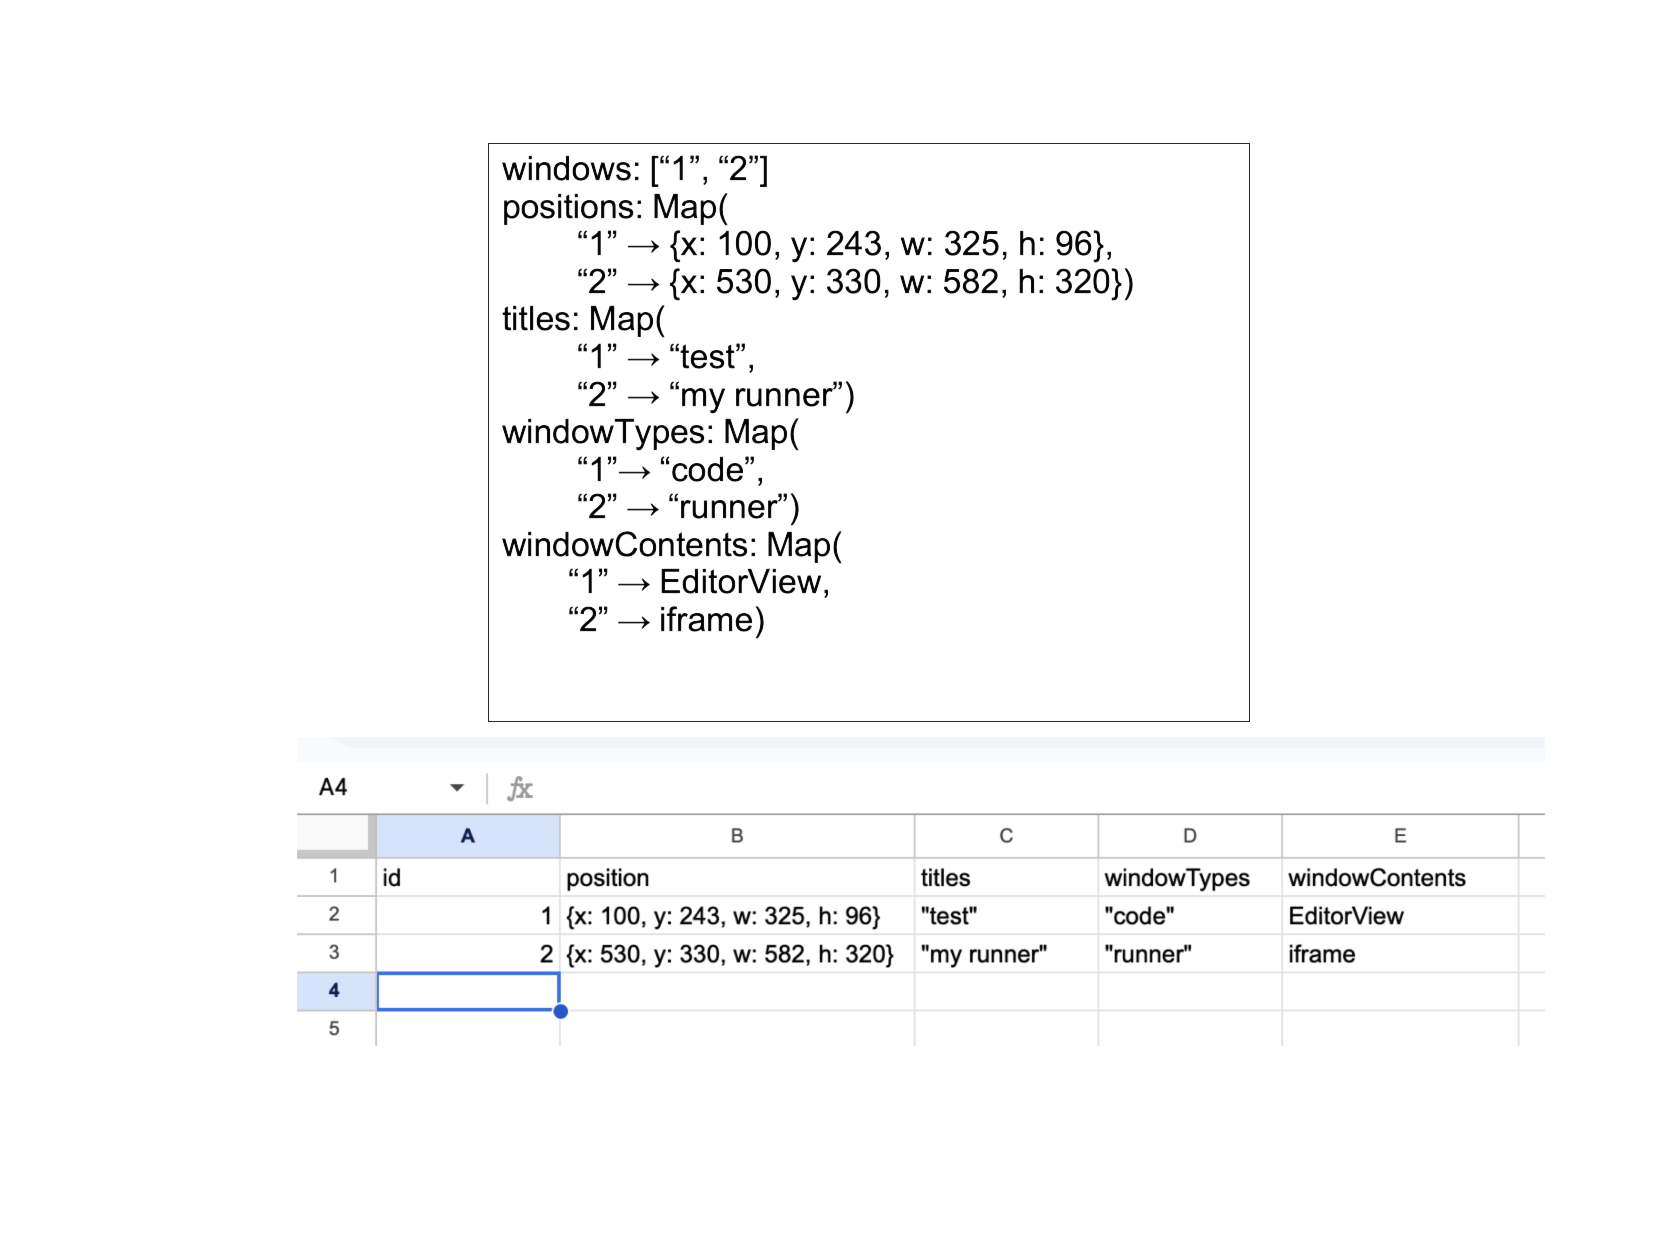 windows: [“1”, “2”]
positions: Map(
“1” → {x: 100, y: 243, w: 325, h: 96},
“2” → {x: 530, y: 330, w: 582, h: 320})
titles: Map(
“1” → “test”,
“2” → “my runner”)
windowTypes: Map(
“1”→ “code”,
“2” → “runner”)
windowContents: Map(
“1” → EditorView,
“2” → iframe)
A4 fx
A B C D E
1 id position titles windowTypes windowContents
2 1 {x: 100, y: 243, w: 325, h: 96} "test" "code" EditorView
3 2 {x: 530, y: 330, w: 582, h: 320} "my runner" "runner" iframe
4
5